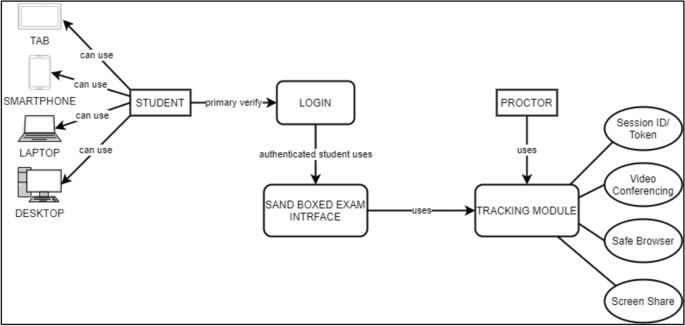 TAB
can use
SMARTPHONE
can use
can use
LAPTOP
can use
DESKTOP
STUDENT
primary verify
LOGIN
authenticated student uses
SAND BOXED EXAM
INTRFACE
uses
PROCTOR
uses
TRACKING MODULE
Session ID/
Token
Video
Conferencing
Safe Browser
Screen Share